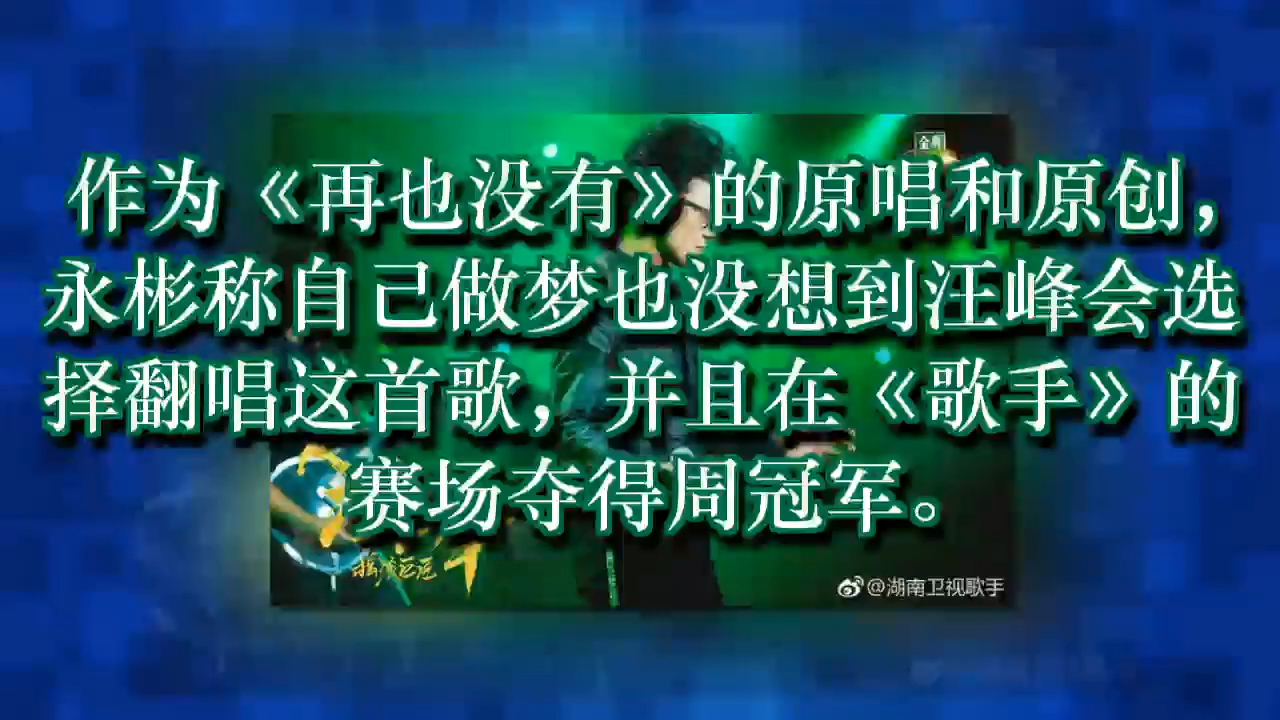 金典
作为《再也没有》的原唱和原创，
永彬称自己做梦也没想到汪峰会选
择翻唱这首歌，并且在《歌手》的
赛场夺得周冠军。
@湖南卫视歌手